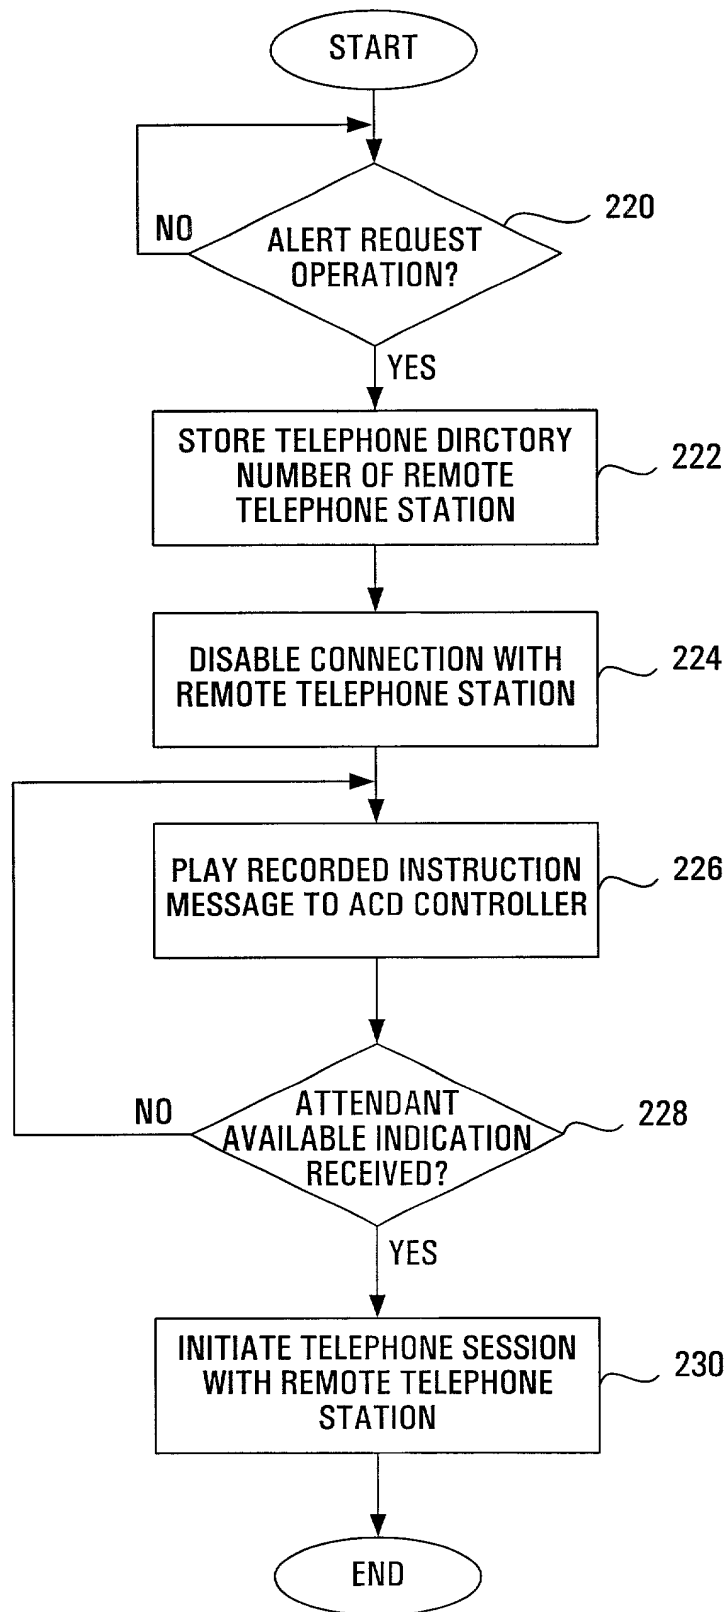 START
NO
220
ALERT REQUEST
OPERATION?
YES
STORE TELEPHONE DIRCTORY
NUMBER OF REMOTE
TELEPHONE STATION
222
DISABLE CONNECTION WITH
REMOTE TELEPHONE STATION
224
PLAY RECORDED INSTRUCTION
MESSAGE TO ACD CONTROLLER
226
NO
ATTENDANT
AVAILABLE INDICATION
RECEIVED?
228
YES
INITIATE TELEPHONE SESSION
WITH REMOTE TELEPHONE
STATION
230
END